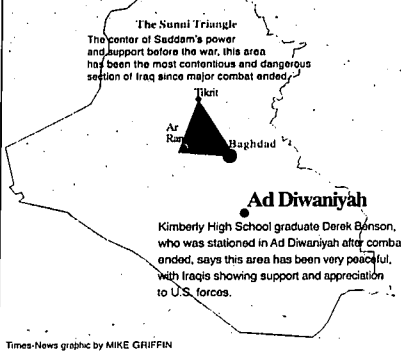 The Sunni Triangle
The center of Saddam's power
and support before the war, this area
has been the most contentious and dangerous
section of Iraq since major combat ended.
Tikrit
Ar
Baghdad
Ad Diwaniyah
Kimberly High School graduate Derek Benson,
who was stationed in Ad Diwaniyah after comba
ended, says this area has been very peaceful,
with Iraqis showing support and appreciation
to U.S. forces.
Times-News graphic by MIKE GRIFFIN